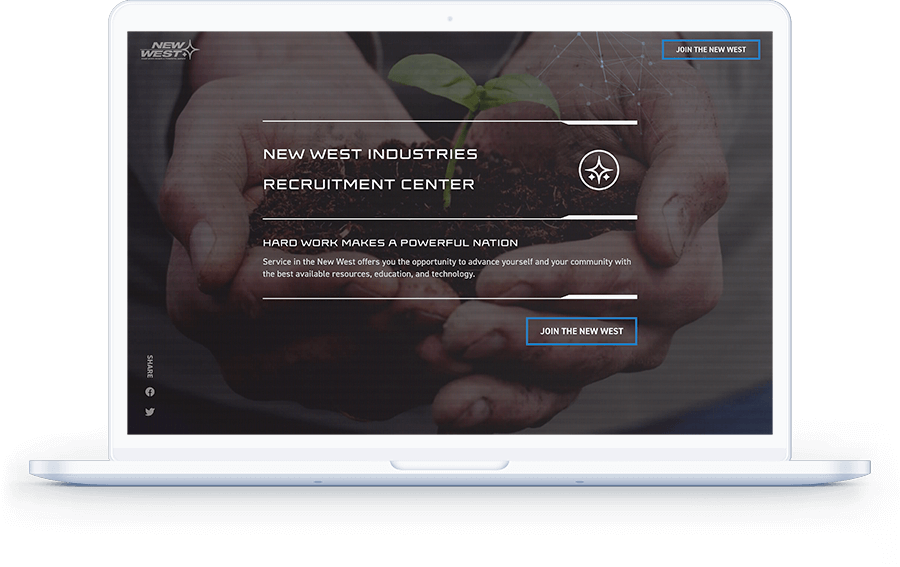 NEW
WEST
JOIN THE NEW WEST
NEW WEST INDUSTRIES
RECRUITMENT CENTER
HARD WORK MAKES A POWERFUL NATION
Service in the New West offers you the opportunity to advance yourself and your community with
the best available resources, education, and technology.
JOIN THE NEW WEST
SHARE